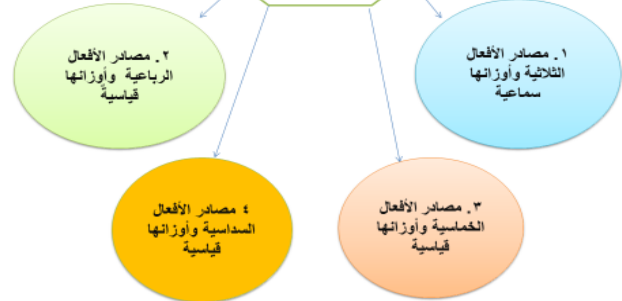 ١. مصادر الأفعال
الثلاثية وأوزانها
سماعية
٢. مصادر الأفعال
الرباعية وأوزانها
قياسيةً
٣. مصادر الأفعال
الخماسية وأوزانها
قياسية
٤ مصادر الأفعال
السداسية وأوزانها
قياسية